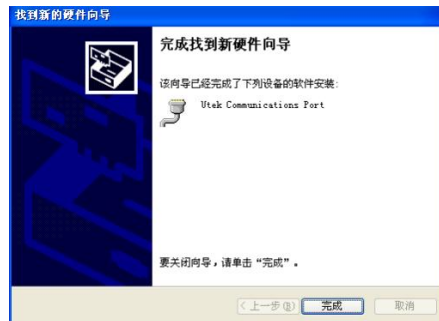 找到新的硬件向导
完成找到新硬件向导
该向导已经完成了下列设备的软件安装:
Utek Communications Port
要关闭向导，请单击“完成”。
< 上一步(B)
完成
取消